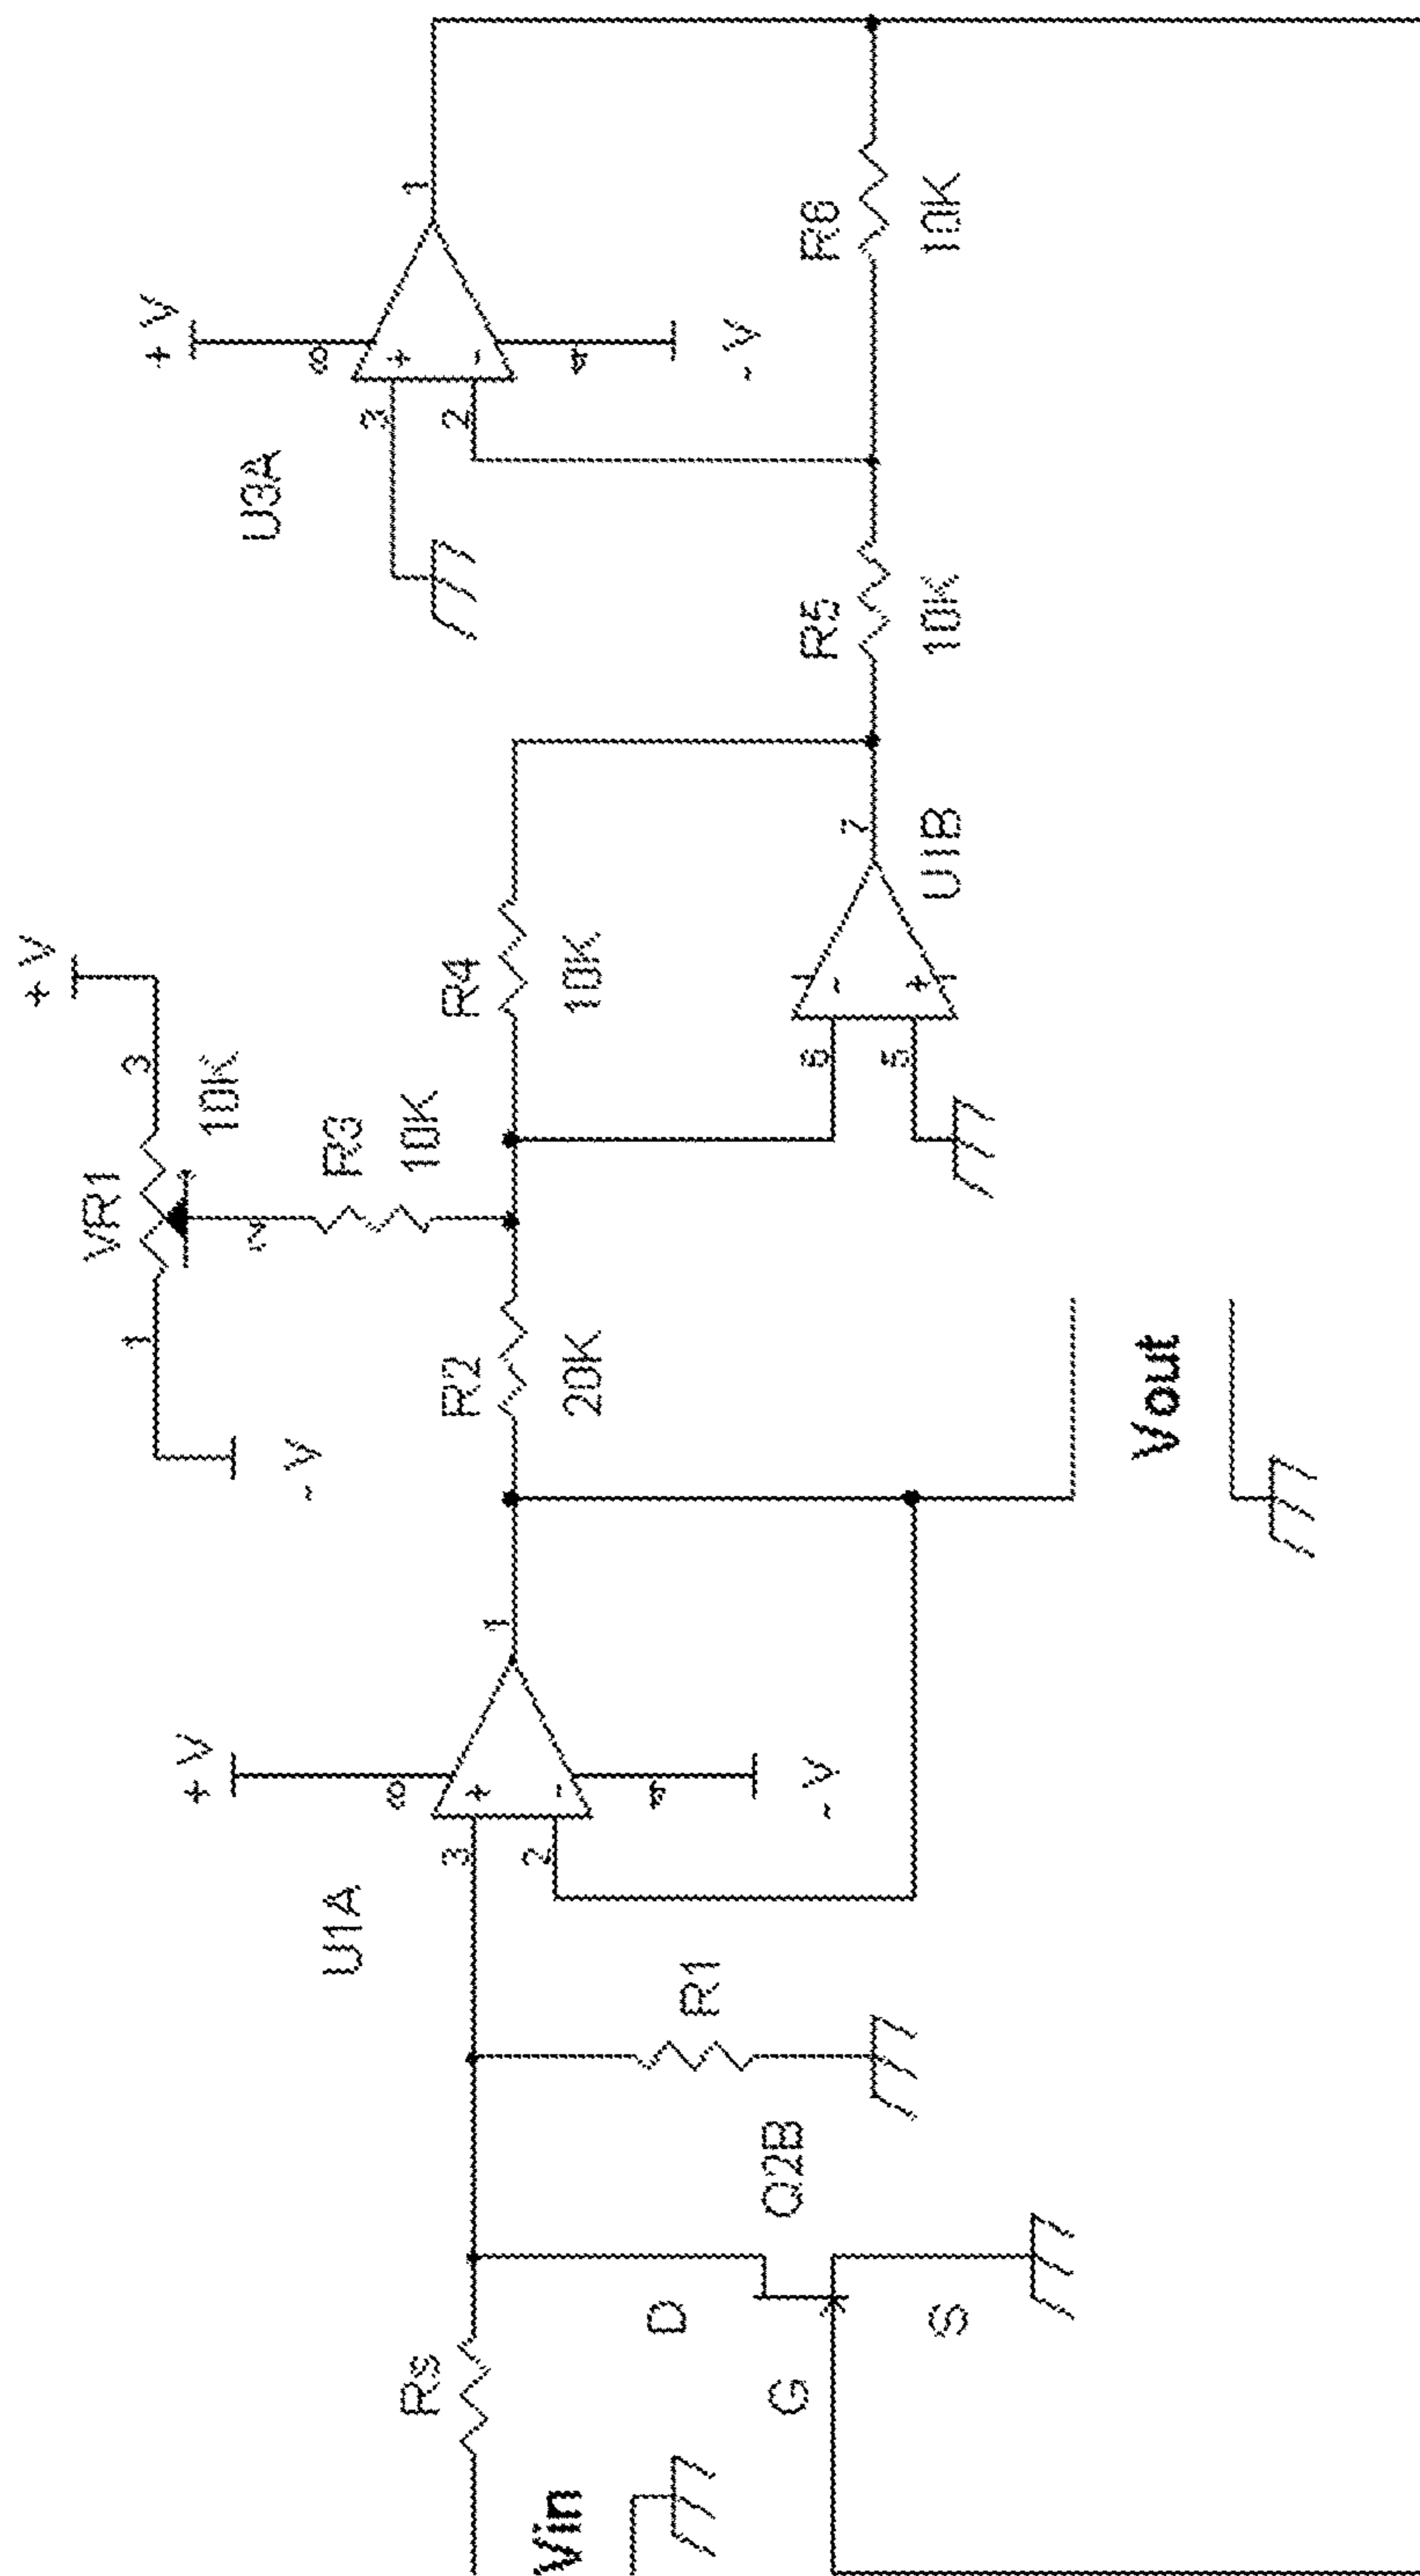 Vin
Rs
G
D
S
Q2B
R1
U1A
3
2
+V
8
4
-V
1
Vout
R2
20K
-V
1
VR1
10K
3
+V
2
R3
10K
R4
10K
6
5
-
+
7
U1B
R5
10K
U3A
3
2
+
-
+V
8
4
-V
1
R6
10K
+
-